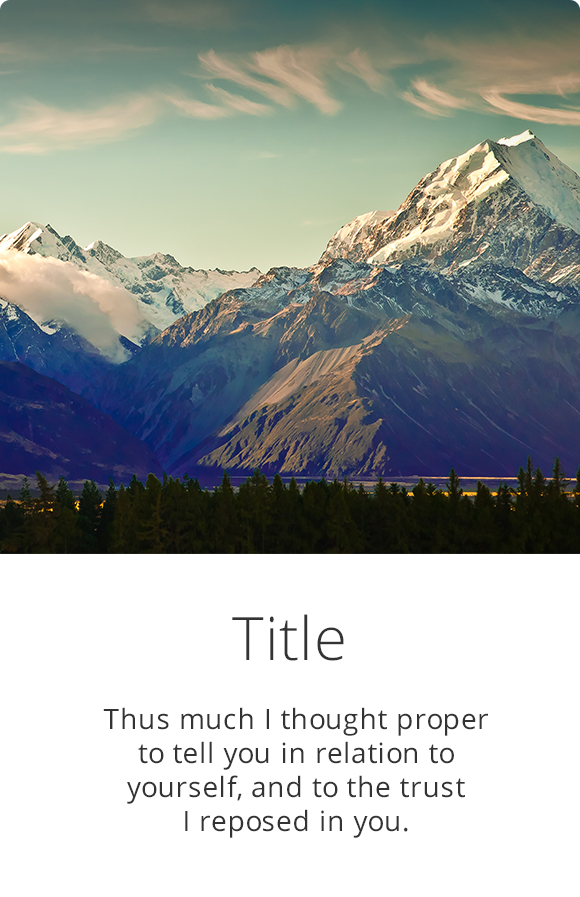 Title
Thus much I thought proper
to tell you in relation to
yourself, and to the trust
I reposed in you.